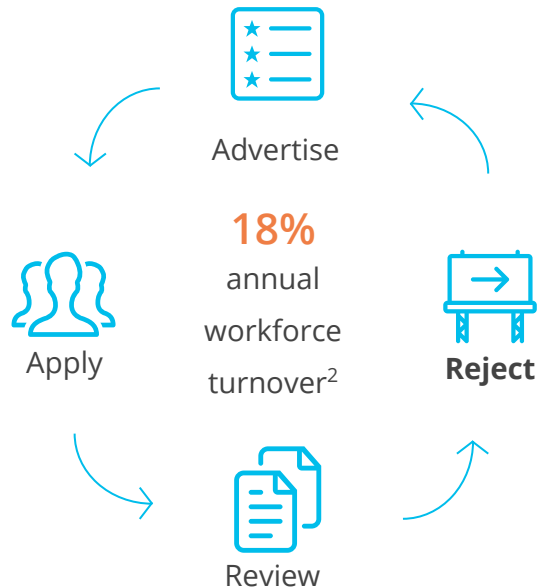 Advertise
18%
annual
workforce
turnover²
Apply
Reject
Review